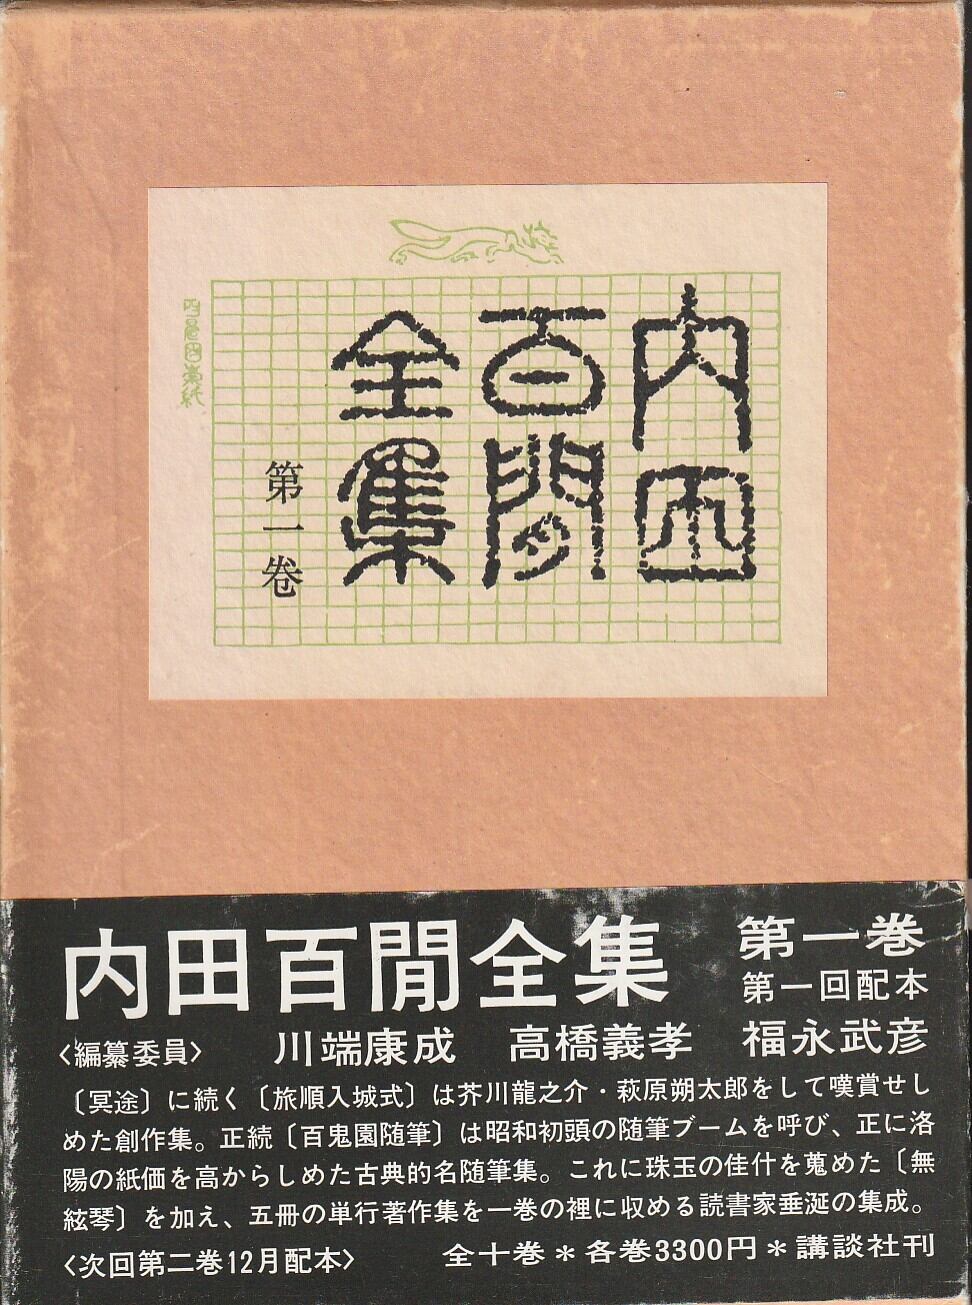 内田
百閒
全集
第一巻
内田百閒全集
第一巻
第一回配本
〈編纂委員〉 川端康成 高橋義孝 福永武彦
〔冥途〕に続く〔旅順入城式〕は芥川龍之介・萩原朔太郎をして嘆賞せし
めた創作集。正続〔百鬼園随筆〕は昭和初頭の随筆ブームを呼び、正に洛
陽の紙価を高からしめた古典的名随筆集。これに珠玉の佳什を蒐めた〔無
絃琴〕を加え、五冊の単行著作集を一巻の裡に収める読書家垂涎の集成。
〈次回第二巻12月配本〉 全十巻＊各巻3300円＊講談社刊